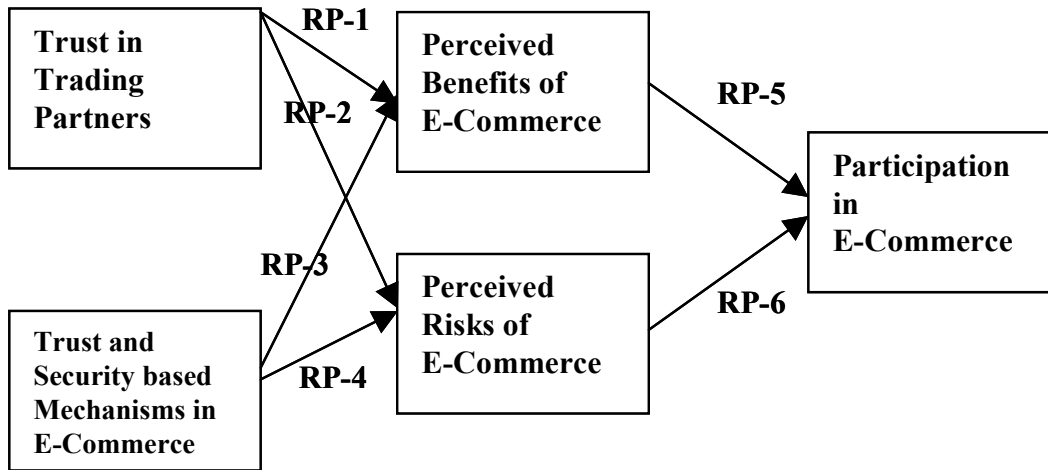 Trust in
Trading
Partners
RP-1
RP-2
RP-3
RP-4
Trust and
Security based
Mechanisms in
E-Commerce
Perceived
Benefits of
E-Commerce
Perceived
Risks of
E-Commerce
RP-5
RP-6
Participation
in
E-Commerce